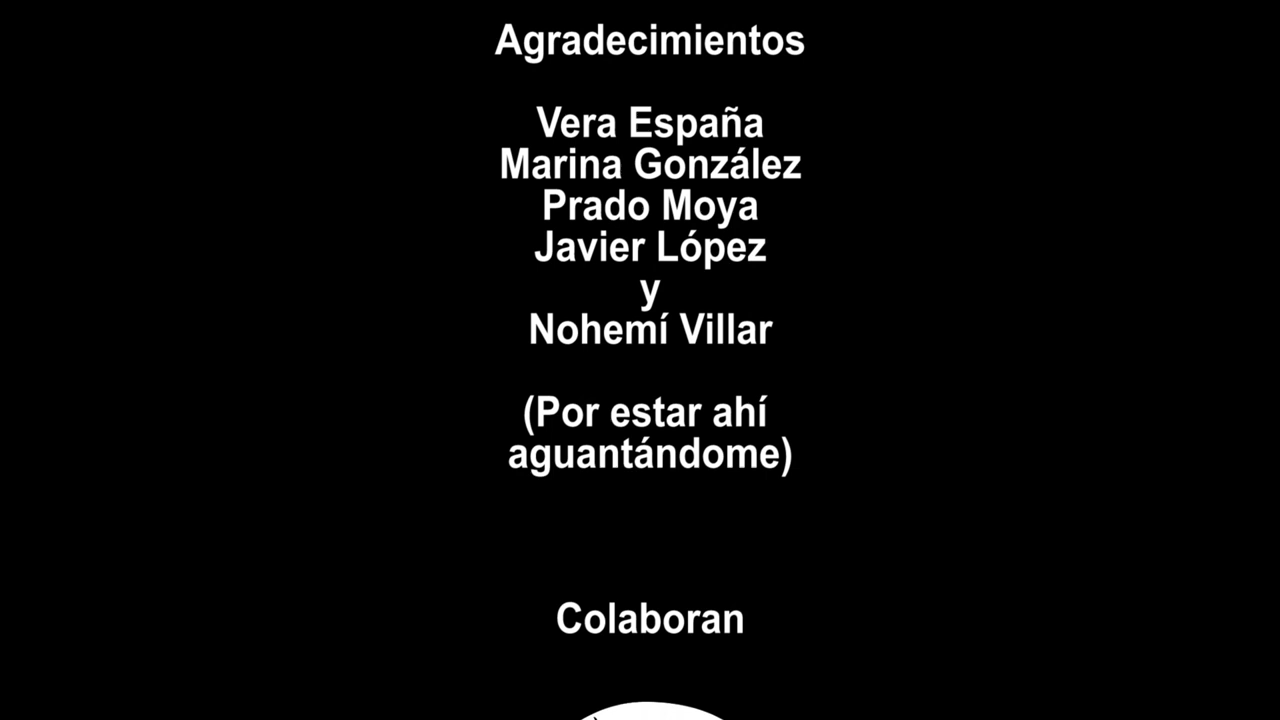 Agradecimientos
Vera España
Marina González
Prado Moya
Javier López
y
Nohemí Villar
(Por estar ahí
aguantándome)
Colaboran